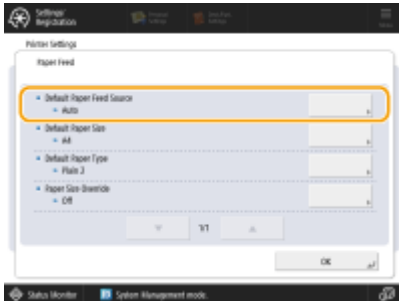 Settings/
Registration
Printer Settings
Paper Feed
Default Paper Feed Source
Auto
Default Paper Size
A4
Default Paper Type
Plain 2
Paper Size Override
Off
1/1
OK
Status Monitor
System Management mode.